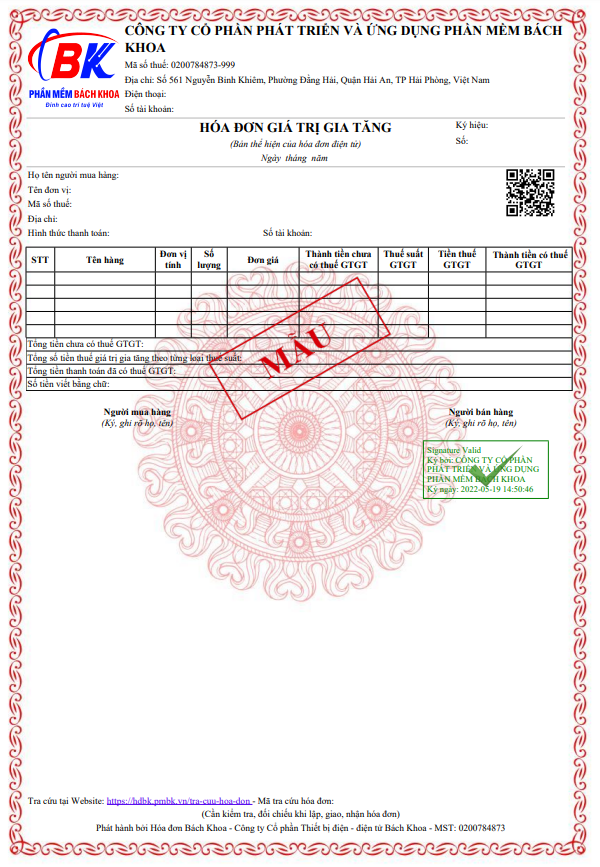 CÔNG TY CỔ PHẦN PHÁT TRIỂN VÀ ỨNG DỤNG PHẦN MỀM BÁCH
KHOA
BK
PHẦN MỀM BÁCH KHOA
Đỉnh cao trí tuệ Việt
Mã số thuế: 0200784873-999
Địa chỉ: Số 561 Nguyễn Bỉnh Khiêm, Phường Đằng Hải, Quận Hải An, TP Hải Phòng, Việt Nam
Điện thoại:
Số tài khoản:
HÓA ĐƠN GIÁ TRỊ GIA TĂNG
(Bản thể hiện của hóa đơn điện tử)
Ngày tháng năm
Ký hiệu:
Số:
Họ tên người mua hàng:
Tên đơn vị:
Mã số thuế:
Địa chỉ:
Hình thức thanh toán: Số tài khoản:
STT Tên hàng Đơn vị tính Số lượng Đơn giá Thành tiền chưa có thuế GTGT Thuế suất GTGT Tiền thuế GTGT Thành tiền có thuế GTGT
MẪU
Tổng tiền chưa có thuế GTGT:
Tổng số tiền thuế giá trị gia tăng theo từng loại thuế suất:
Tổng tiền thanh toán đã có thuế GTGT:
Số tiền viết bằng chữ:
Người mua hàng Người bán hàng
(Ký, ghi rõ họ, tên) (Ký, ghi rõ họ, tên)
Signature Valid
Ký bởi: CÔNG TY CỔ PHẦN
PHÁT TRIỂN VÀ ỨNG DỤNG
PHẦN MỀM BÁCH KHOA
Ký ngày: 2022-05-19 14:50:46
Tra cứu tại Website: https://hdbk.pmbk.vn/tra-cuu-hoa-don - Mã tra cứu hóa đơn:
(Cần kiểm tra, đối chiếu khi lập, giao, nhận hóa đơn)
Phát hành bởi Hóa đơn Bách Khoa - Công ty Cổ phần Thiết bị điện - điện tử Bách Khoa - MST: 0200784873